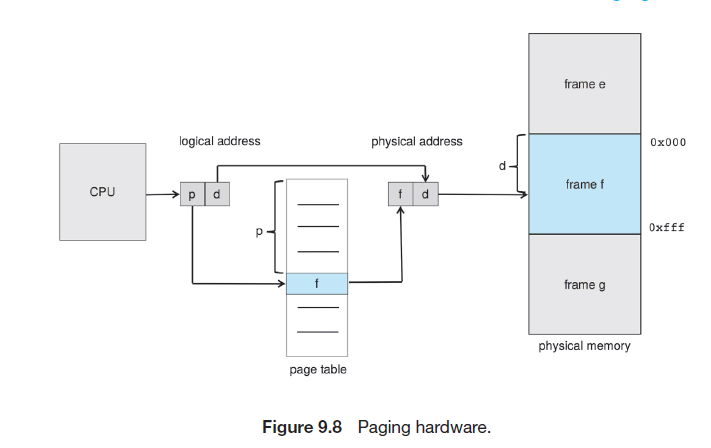 frame e
logical address
physical address
0x000
d
CPU
p d
f d
frame f
p
0xfff
f
frame g
physical memory
page table
Figure 9.8 Paging hardware.